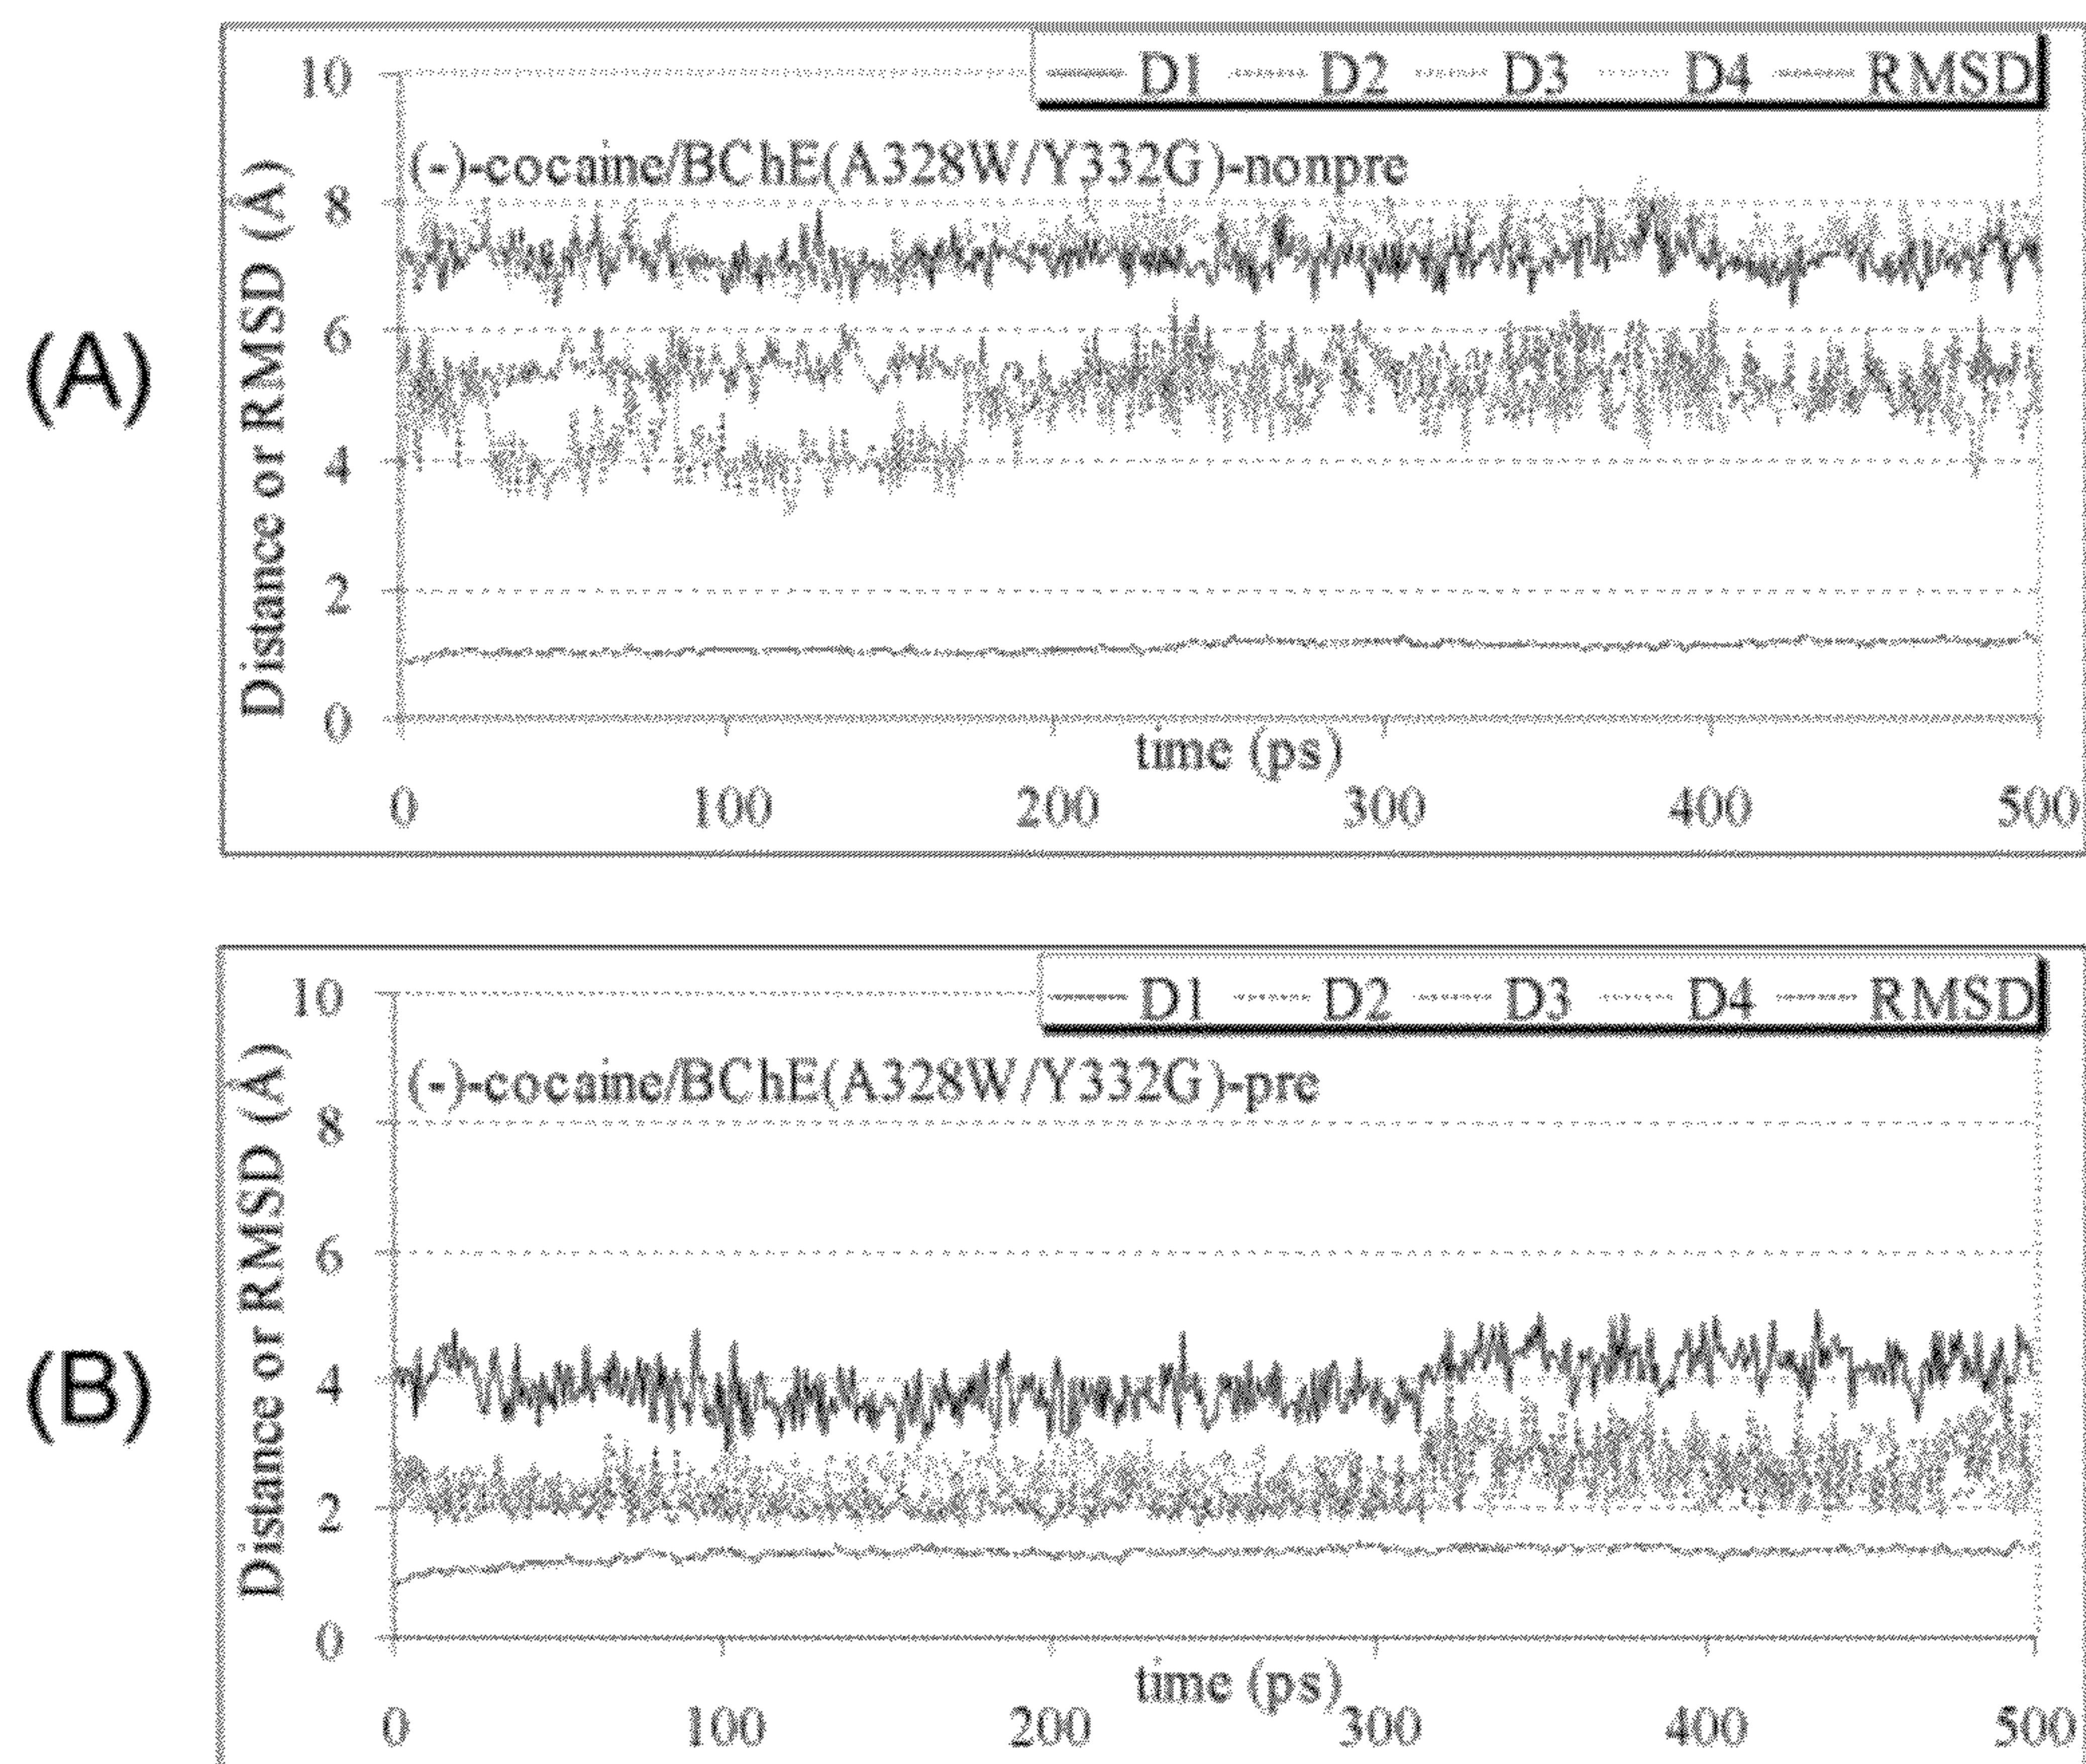 (A)
D1 D2 D3 D4 RMSD
(-)-cocaine/BChE(A328W/Y332G)-nonpre
Distance or RMSD (Å)
10
8
6
4
2
0
time (ps)
0 100 200 300 400 500
(B)
D1 D2 D3 D4 RMSD
(-)-cocaine/BChE(A328W/Y332G)-pre
Distance or RMSD (Å)
10
8
6
4
2
0
time (ps)
0 100 200 300 400 500